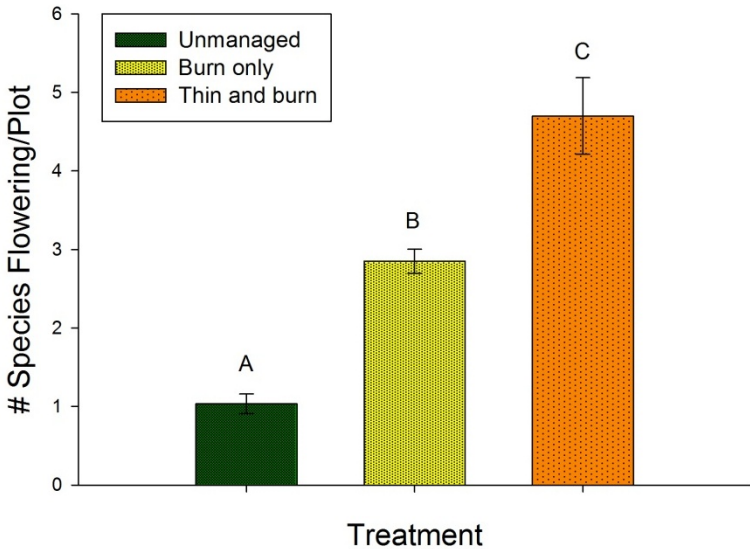 6
5
4
3
2
1
0
# Species Flowering/Plot
Unmanaged
Burn only
Thin and burn
A
B
C
Treatment